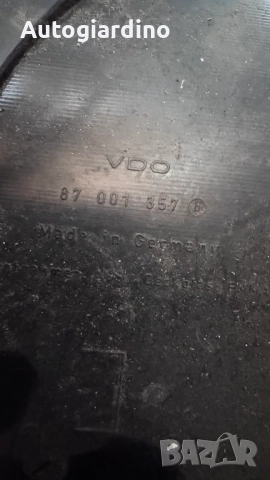 Autogiardino
VDO
87 001 357 B
Made in Germany
BAZAR